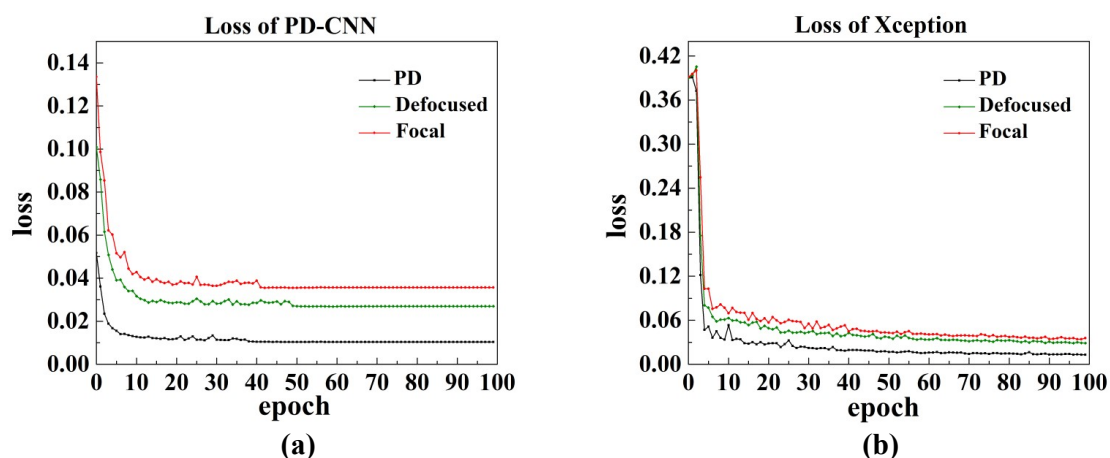 Loss of PD-CNN
0.14
0.12
0.10
0.08
0.06
0.04
0.02
0.00
loss
PD
Defocused
Focal
0 10 20 30 40 50 60 70 80 90 100
epoch
(a)
Loss of Xception
0.42
0.36
0.30
0.24
0.18
0.12
0.06
0.00
loss
PD
Defocused
Focal
0 10 20 30 40 50 60 70 80 90 100
epoch
(b)